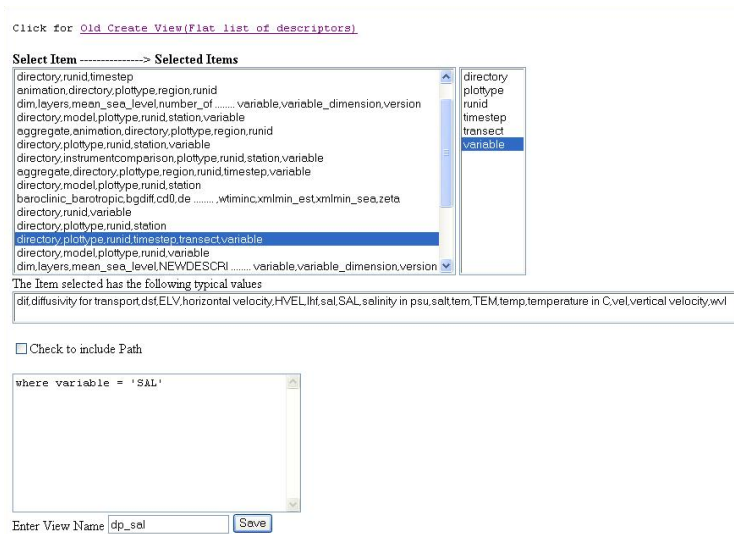 Click for Old Create View(Flat list of descriptors)
Select Item ---------------> Selected Items
directory,runid,timestep
animation,directory,plottype,region,runid
dim,layers,mean_sea_level,number_of ........ variable,variable_dimension,version
directory,model,plottype,runid,station,variable
aggregate,animation,directory,plottype,region,runid
directory,plottype,runid,station,variable
directory,instrumentcomparison,plottype,runid,station,variable
aggregate,directory,plottype,region,runid,timestep,variable
directory,model,plottype,runid,station
baroclinic_barotropic,bgdiff,cd0,de ........ ,wtiminc,xmlmin_est,xmlmin_sea,zeta
directory,runid,variable
directory,plottype,runid,station
directory,plottype,runid,timestep,transect,variable
directory,model,plottype,runid,variable
dim,layers,mean_sea_level,NEWDESCRI ........ variable,variable_dimension,version
directory
plottype
runid
timestep
transect
variable
The Item selected has the following typical values
dif,diffusivity for transport,dsf,ELV,horizontal velocity,HVEL,lhf,sal,SAL,salinity in psu,salt,tem,TEM,temp,temperature in C,vel,vertical velocity,wvl
Check to include Path
where variable = 'SAL'
Enter View Name dp_sal Save